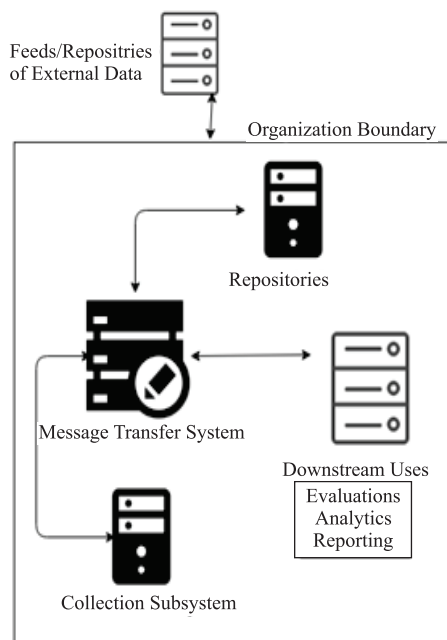 Feeds/Repositries
of External Data
Organization Boundary
Repositories
Message Transfer System
Downstream Uses
Evaluations
Analytics
Reporting
Collection Subsystem